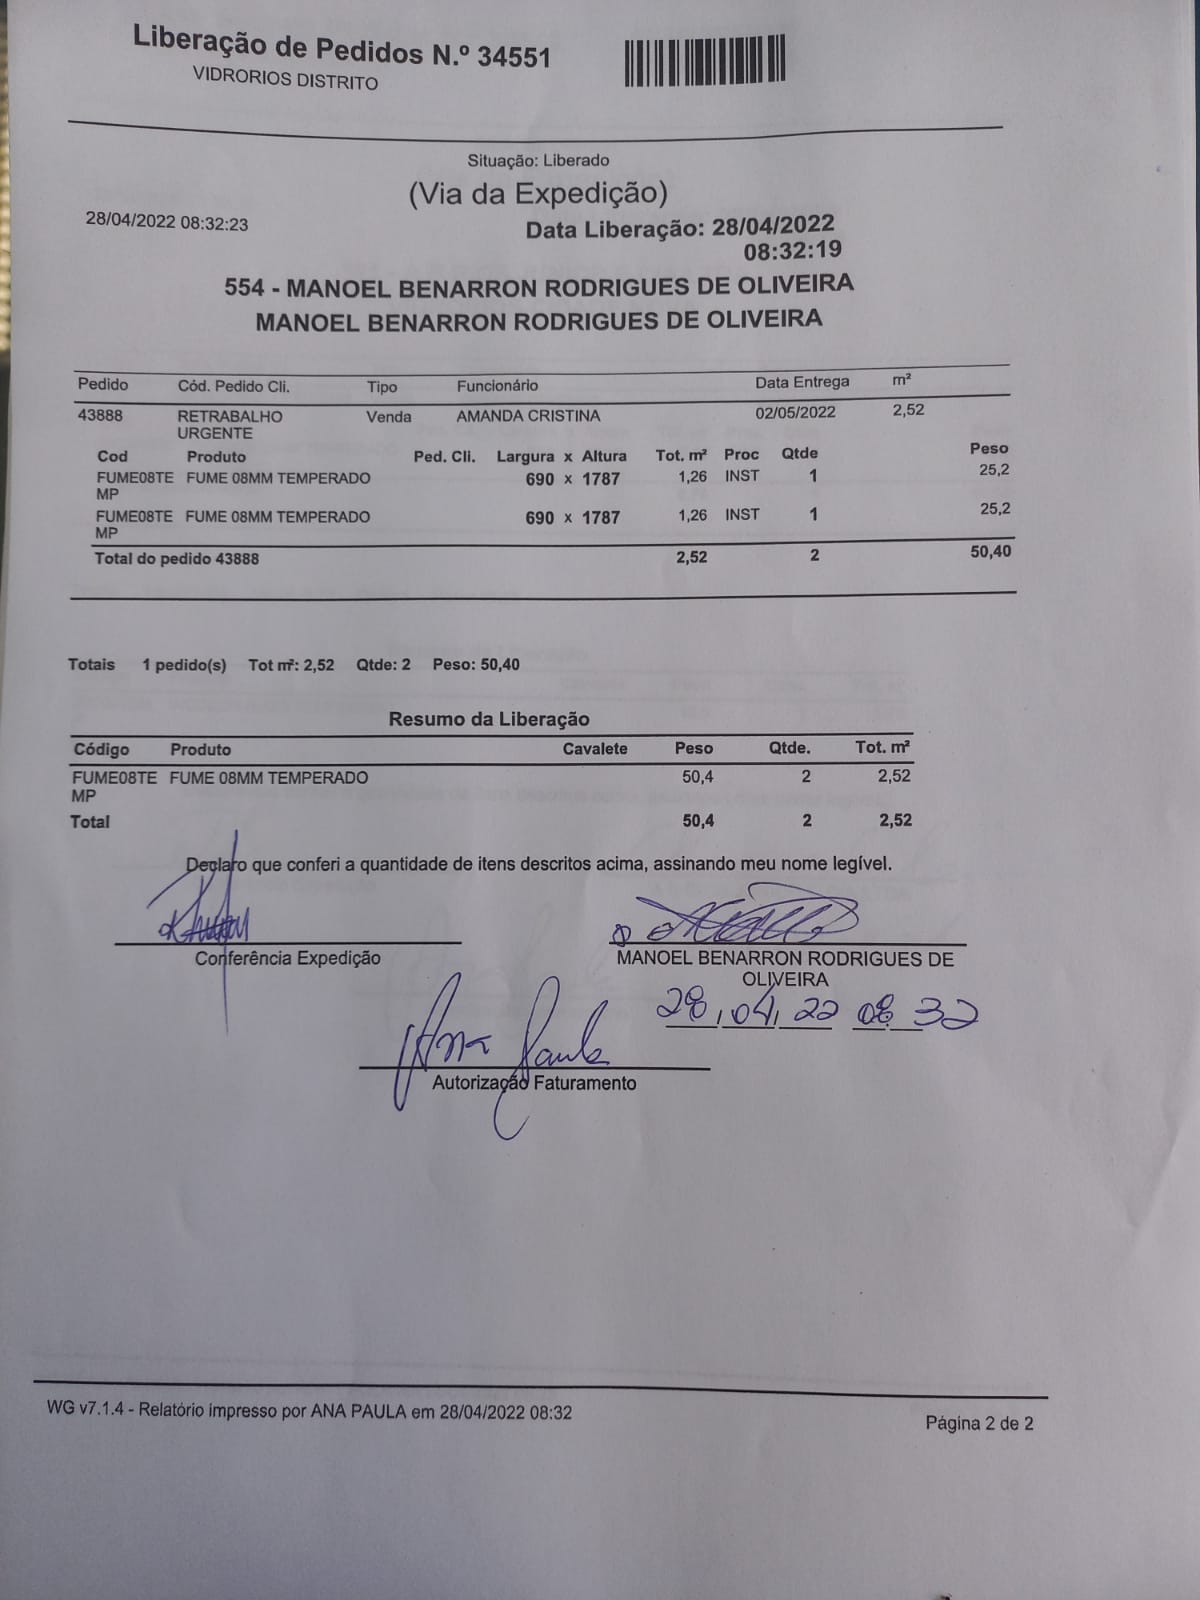 Liberação de Pedidos N.º 34551
VIDRORIOS DISTRITO
Situação: Liberado
(Via da Expedição)
28/04/2022 08:32:23
Data Liberação: 28/04/2022
08:32:19
554 - MANOEL BENARRON RODRIGUES DE OLIVEIRA
MANOEL BENARRON RODRIGUES DE OLIVEIRA
Pedido Cód. Pedido Cli. Tipo Funcionário Data Entrega m²
43888 RETRABALHO Venda AMANDA CRISTINA 02/05/2022 2,52
URGENTE
Cod Produto Ped. Cli. Largura x Altura Tot. m² Proc Qtde Peso
FUME08TE FUME 08MM TEMPERADO 690 x 1787 1,26 INST 1 25,2
MP
FUME08TE FUME 08MM TEMPERADO 690 x 1787 1,26 INST 1 25,2
MP
Total do pedido 43888 2,52 2 50,40
Totais 1 pedido(s) Tot m²: 2,52 Qtde: 2 Peso: 50,40
Resumo da Liberação
Código Produto Cavalete Peso Qtde. Tot. m²
FUME08TE FUME 08MM TEMPERADO 50,4 2 2,52
MP
Total 50,4 2 2,52
Declaro que conferi a quantidade de itens descritos acima, assinando meu nome legível.
Conferência Expedição
MANOEL BENARRON RODRIGUES DE
OLIVEIRA
28,04,22 08 32
Ana Paula
Autorização Faturamento
WG v7.1.4 - Relatório impresso por ANA PAULA em 28/04/2022 08:32
Página 2 de 2